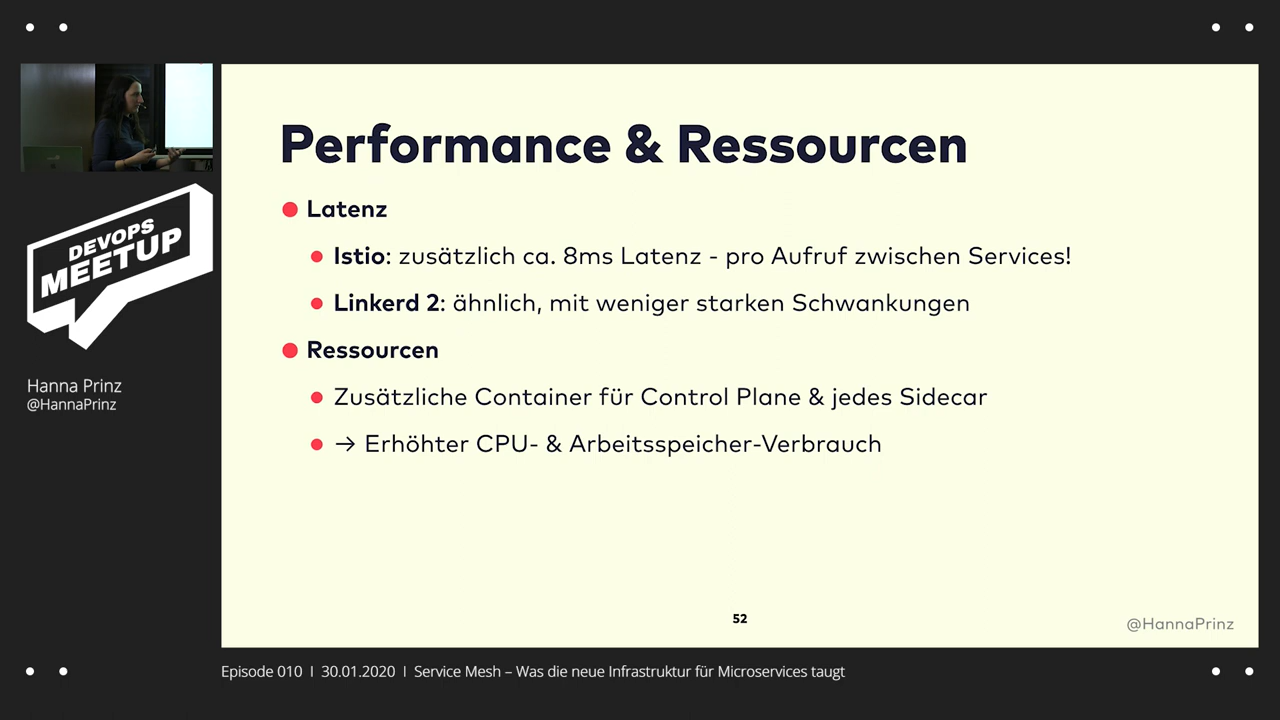 DEVOPS
MEETUP
Hanna Prinz
@HannaPrinz
Performance & Ressourcen
Latenz
Istio: zusätzlich ca. 8ms Latenz - pro Aufruf zwischen Services!
Linkerd 2: ähnlich, mit weniger starken Schwankungen
Ressourcen
Zusätzliche Container für Control Plane & jedes Sidecar
→ Erhöhter CPU- & Arbeitsspeicher-Verbrauch
52
@HannaPrinz
Episode 010 I 30.01.2020 I Service Mesh – Was die neue Infrastruktur für Microservices taugt